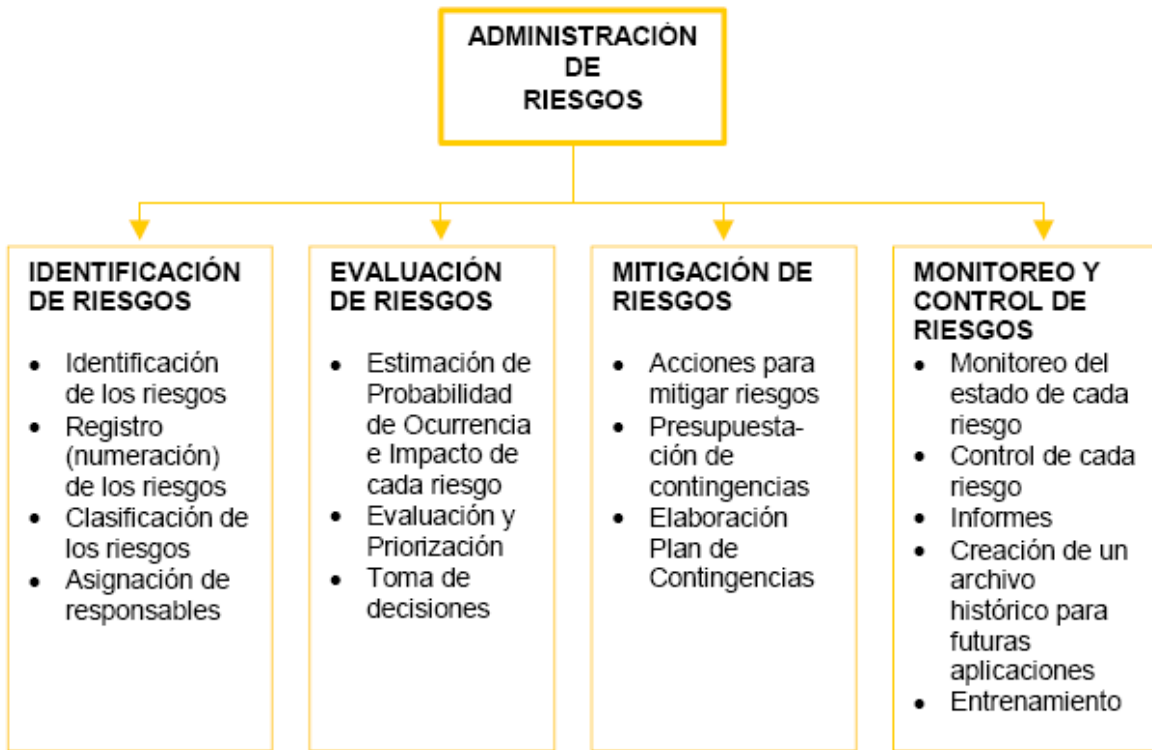 ADMINISTRACIÓN
DE
RIESGOS
IDENTIFICACIÓN
DE RIESGOS
• Identificación
de los riesgos
• Registro
(numeración)
de los riesgos
• Clasificación de
los riesgos
• Asignación de
responsables
EVALUACIÓN
DE RIESGOS
• Estimación de
Probabilidad
de Ocurrencia
e Impacto de
cada riesgo
• Evaluación y
Priorización
• Toma de
decisiones
MITIGACIÓN DE
RIESGOS
• Acciones para
mitigar riesgos
• Presupuesta-
ción de
contingencias
• Elaboración
Plan de
Contingencias
MONITOREO Y
CONTROL DE
RIESGOS
• Monitoreo del
estado de cada
riesgo
• Control de cada
riesgo
• Informes
• Creación de un
archivo
histórico para
futuras
aplicaciones
• Entrenamiento